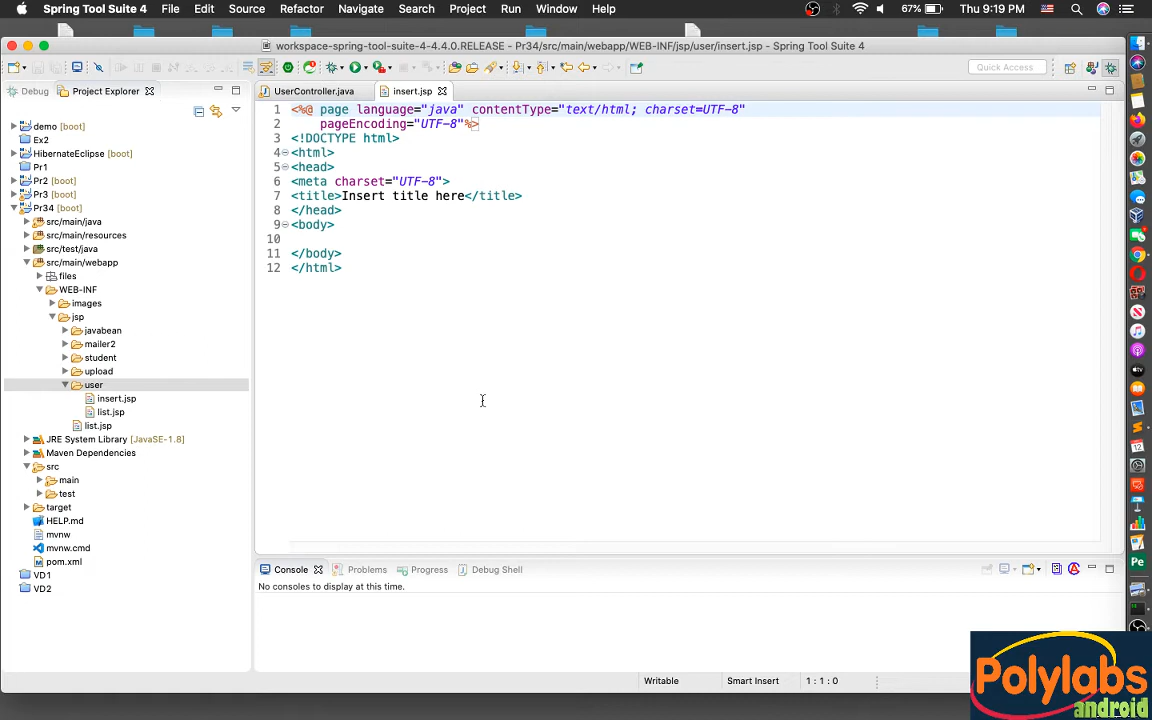 Spring Tool Suite 4 File Edit Source Refactor Navigate Search Project Run Window Help 67% Thu 9:19 PM
workspace-spring-tool-suite-4-4.4.0.RELEASE - Pr34/src/main/webapp/WEB-INF/jsp/user/insert.jsp - Spring Tool Suite 4
Quick Access
Debug Project Explorer
UserController.java insert.jsp
demo [boot]
Ex2
HibernateEclipse [boot]
Pr1
Pr2 [boot]
Pr3 [boot]
Pr34 [boot]
src/main/java
src/main/resources
src/test/java
src/main/webapp
files
WEB-INF
images
jsp
javabean
mailer2
student
upload
user
insert.jsp
list.jsp
list.jsp
JRE System Library [JavaSE-1.8]
Maven Dependencies
src
main
test
target
HELP.md
mvnw
mvnw.cmd
pom.xml
VD1
VD2
1 <%@ page language="java" contentType="text/html; charset=UTF-8"
2 pageEncoding="UTF-8"%>
3 <!DOCTYPE html>
4 <html>
5 <head>
6 <meta charset="UTF-8">
7 <title>Insert title here</title>
8 </head>
9 <body>
10
11 </body>
12 </html>
Console Problems Progress Debug Shell
No consoles to display at this time.
Writable Smart Insert 1 : 1 : 0
Pe
Polylabs
android